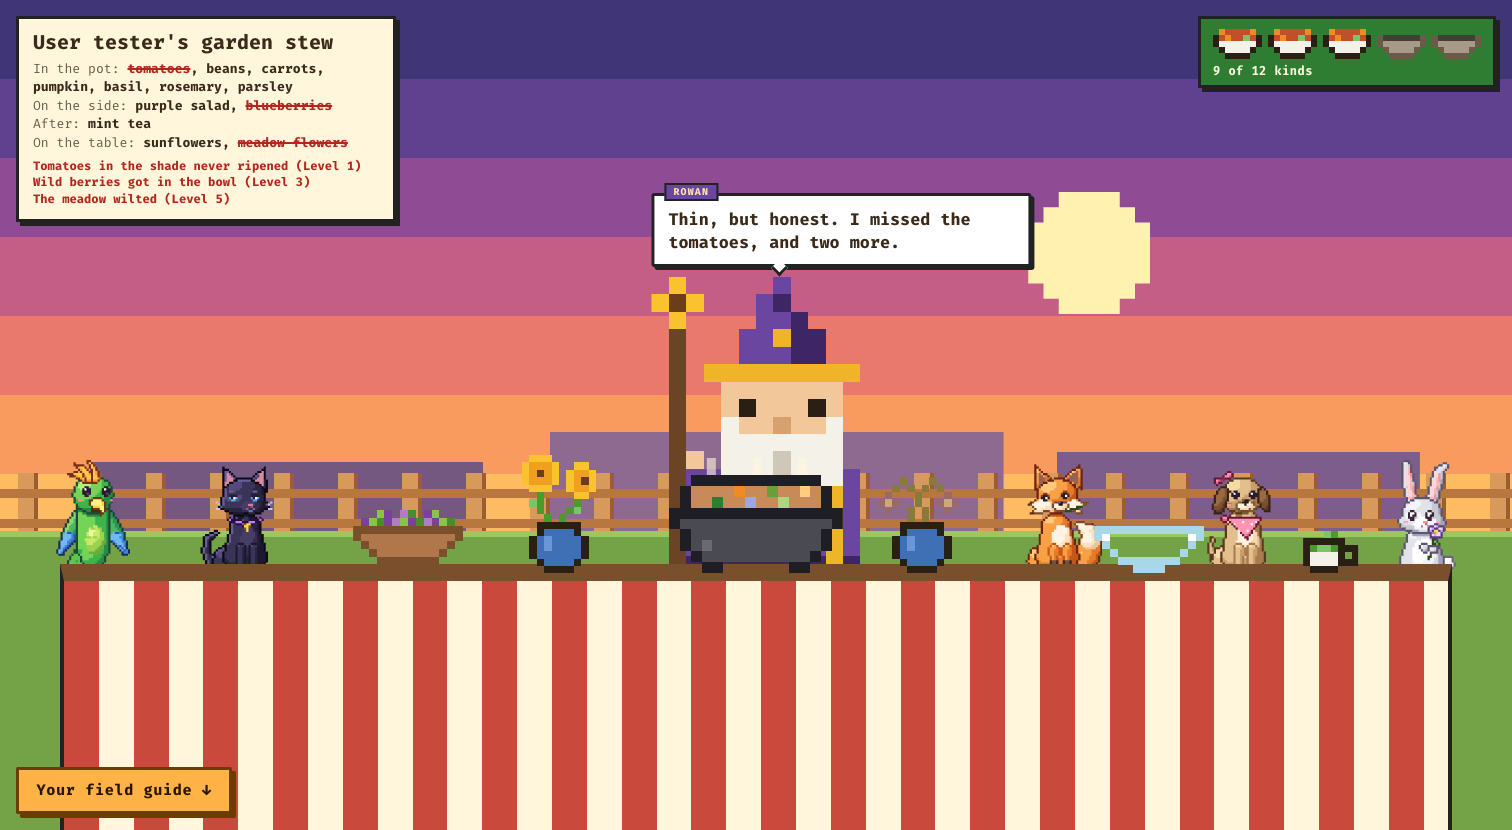 User tester's garden stew
In the pot: tomatoes, beans, carrots,
pumpkin, basil, rosemary, parsley
On the side: purple salad, blueberries
After: mint tea
On the table: sunflowers, meadow flowers
Tomatoes in the shade never ripened (Level 1)
Wild berries got in the bowl (Level 3)
The meadow wilted (Level 5)
9 of 12 kinds
ROWAN
Thin, but honest. I missed the
tomatoes, and two more.
Your field guide ↓